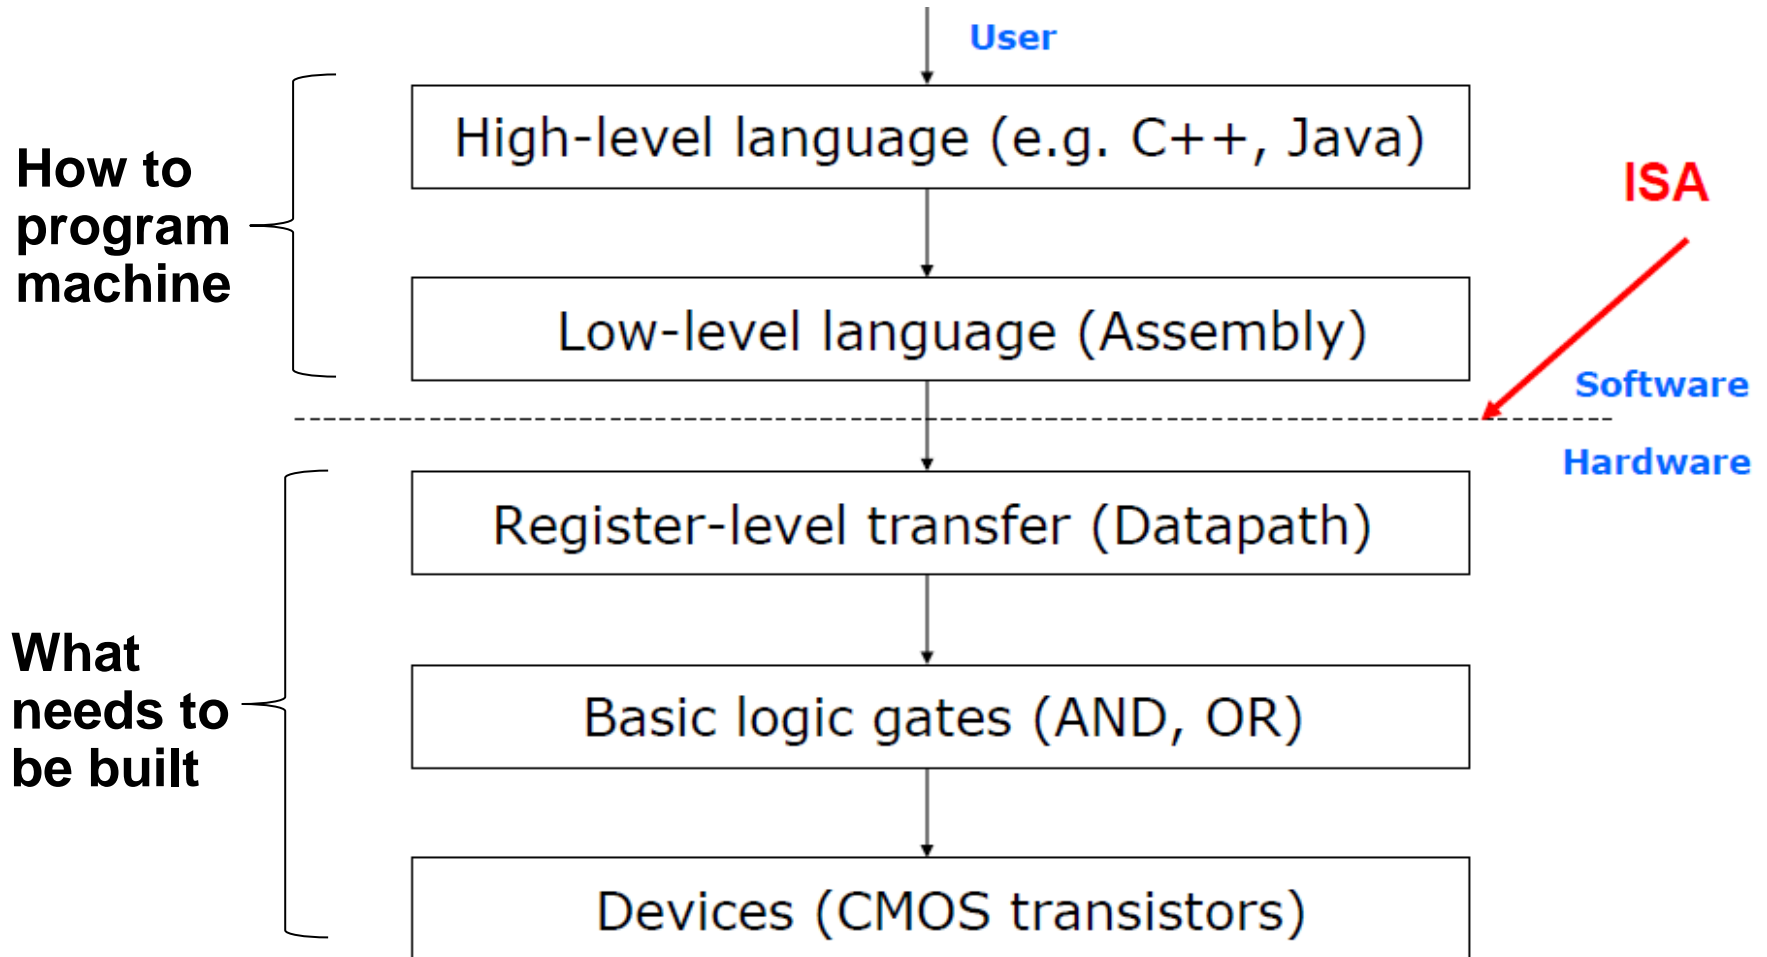 User
High-level language (e.g. C++, Java)
How to
program
machine
ISA
Low-level language (Assembly)
Software
Hardware
Register-level transfer (Datapath)
What
needs to
be built
Basic logic gates (AND, OR)
Devices (CMOS transistors)